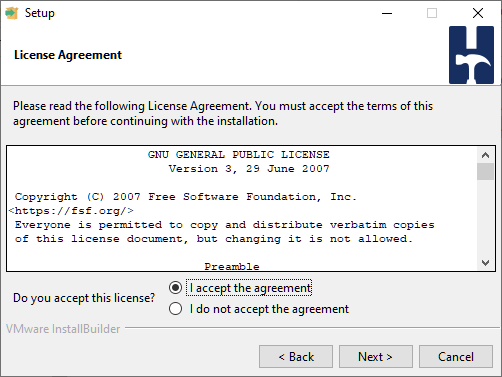 Setup
License Agreement
Please read the following License Agreement. You must accept the terms of this
agreement before continuing with the installation.
GNU GENERAL PUBLIC LICENSE
Version 3, 29 June 2007
Copyright (C) 2007 Free Software Foundation, Inc.
<https://fsf.org/>
Everyone is permitted to copy and distribute verbatim copies
of this license document, but changing it is not allowed.
Preamble
Do you accept this license?
I accept the agreement
I do not accept the agreement
VMware InstallBuilder
< Back
Next >
Cancel